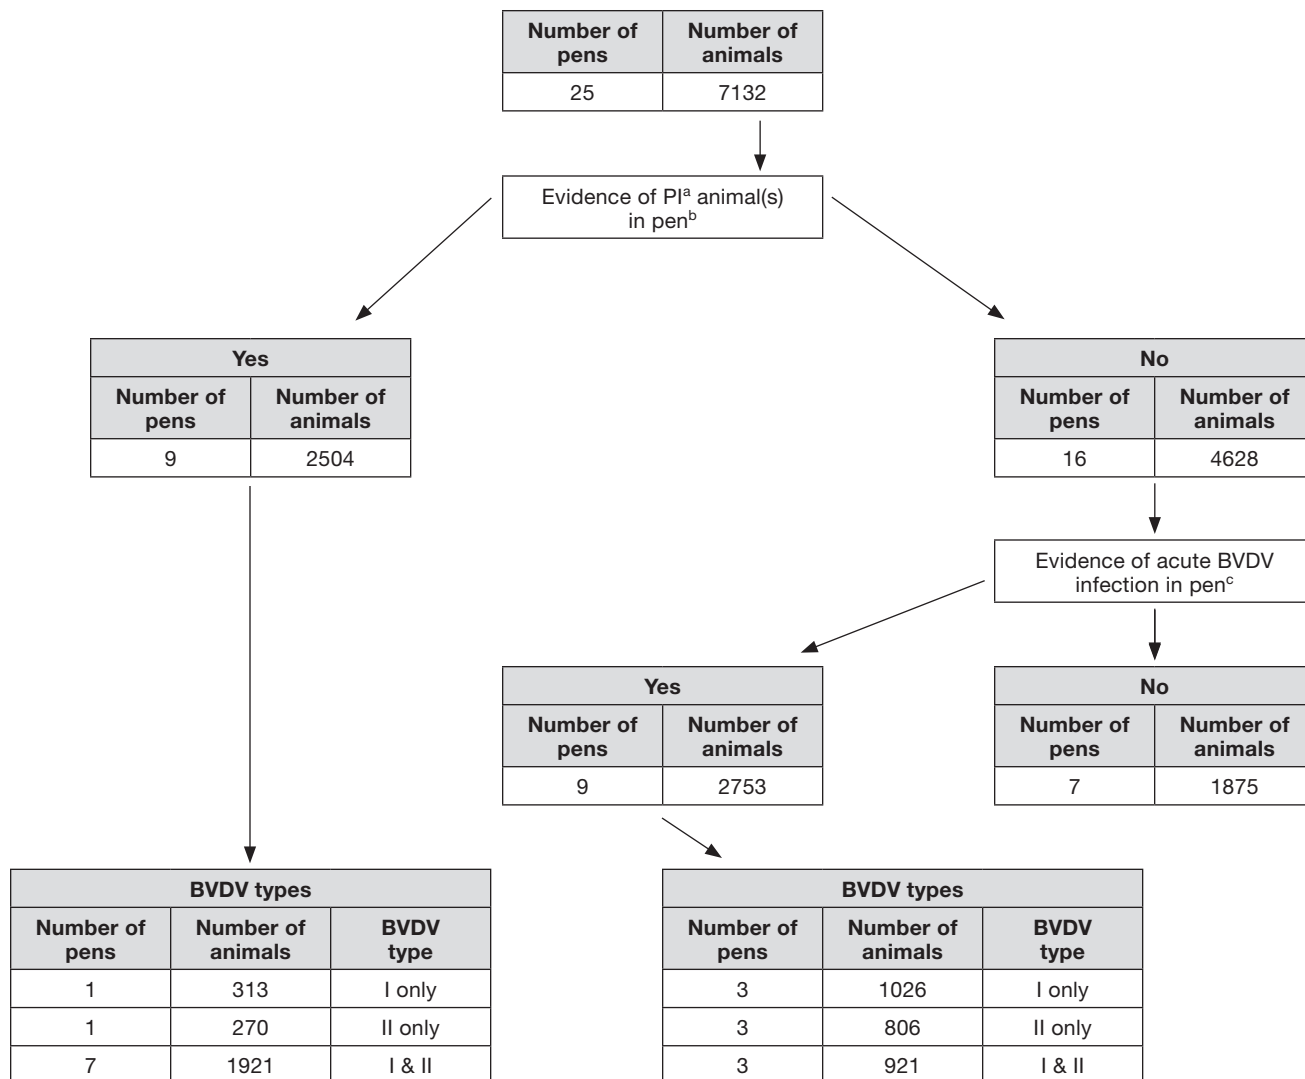 Number of pens Number of animals
25 7132
Evidence of PIa animal(s)
in penb
Yes
Number of pens Number of animals
9 2504
No
Number of pens Number of animals
16 4628
Evidence of acute BVDV
infection in penc
Yes
Number of pens Number of animals
9 2753
No
Number of pens Number of animals
7 1875
BVDV types
Number of pens Number of animals BVDV type
1 313 I only
1 270 II only
7 1921 I & II
BVDV types
Number of pens Number of animals BVDV type
3 1026 I only
3 806 II only
3 921 I & II